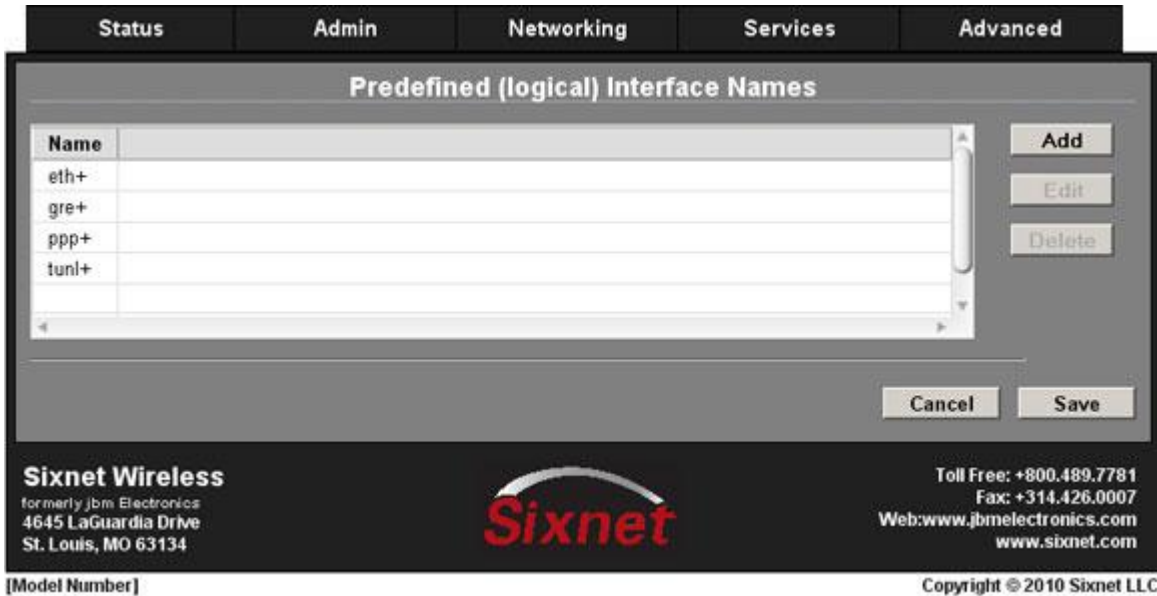 Status Admin Networking Services Advanced
Predefined (logical) Interface Names
Name
Add
eth+
Edit
gre+
ppp+
Delete
tunl+
Cancel Save
Sixnet Wireless
formerly jbm Electronics
4645 LaGuardia Drive
St. Louis, MO 63134
Sixnet
Toll Free: +800.489.7781
Fax: +314.426.0007
Web:www.jbmelectronics.com
www.sixnet.com
[Model Number]
Copyright © 2010 Sixnet LLC